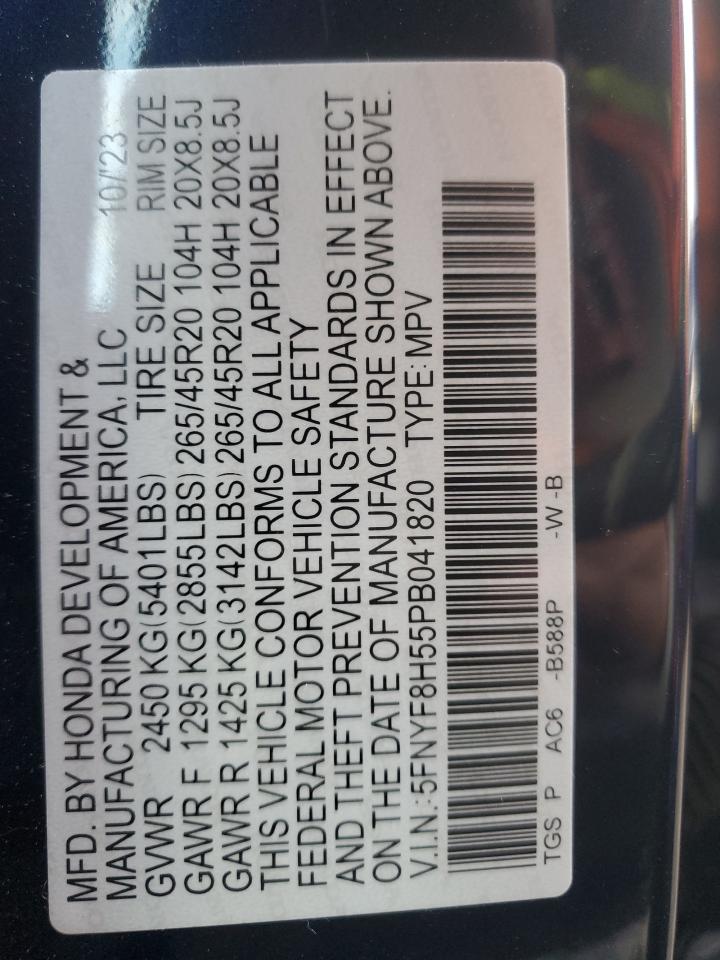 MFD. BY HONDA DEVELOPMENT &
MANUFACTURING OF AMERICA, LLC 10/'23
GVWR 2450 KG(5401LBS) TIRE SIZE RIM SIZE
GAWR F 1295 KG(2855LBS) 265/45R20 104H 20X8.5J
GAWR R 1425 KG(3142LBS) 265/45R20 104H 20X8.5J
THIS VEHICLE CONFORMS TO ALL APPLICABLE
FEDERAL MOTOR VEHICLE SAFETY
AND THEFT PREVENTION STANDARDS IN EFFECT
ON THE DATE OF MANUFACTURE SHOWN ABOVE.
V.I.N.:5FNYF8H55PB041820 TYPE:MPV
TGS P AC6 -B588P -W -B